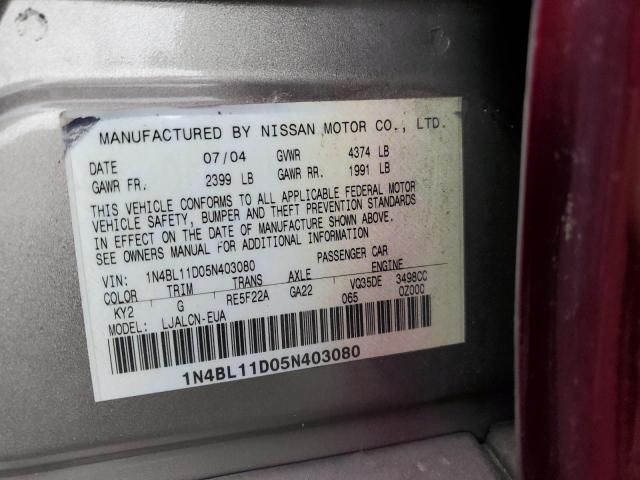 MANUFACTURED BY NISSAN MOTOR CO., LTD.
DATE 07/04 GVWR 4374 LB
GAWR FR. 2399 LB GAWR RR. 1991 LB
THIS VEHICLE CONFORMS TO ALL APPLICABLE FEDERAL MOTOR
VEHICLE SAFETY, BUMPER AND THEFT PREVENTION STANDARDS
IN EFFECT ON THE DATE OF MANUFACTURE SHOWN ABOVE.
SEE OWNERS MANUAL FOR ADDITIONAL INFORMATION
VIN: 1N4BL11D05N403080 PASSENGER CAR
COLOR TRIM TRANS AXLE ENGINE
KY2 G RE5F22A GA22 VQ35DE 3498CC
MODEL: LJALCN-EUA 065 0Z000
1N4BL11D05N403080